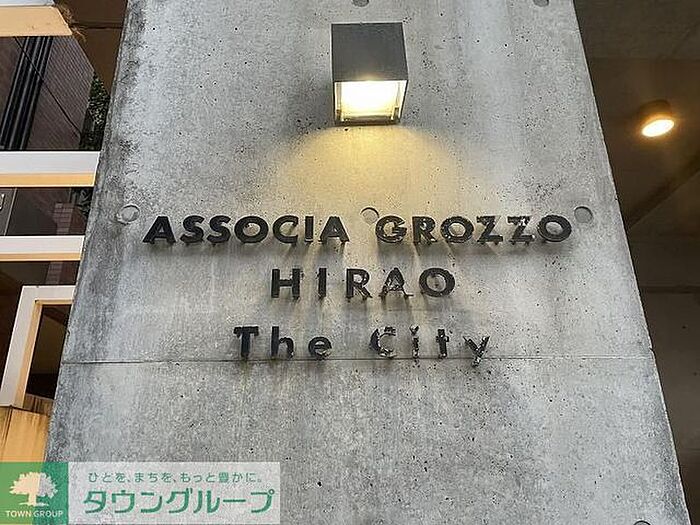 ASSOCIA GROZZO
HIRAO
The City
ひとを、まちを、もっと豊かに。
タウングループ
TOWN GROUP